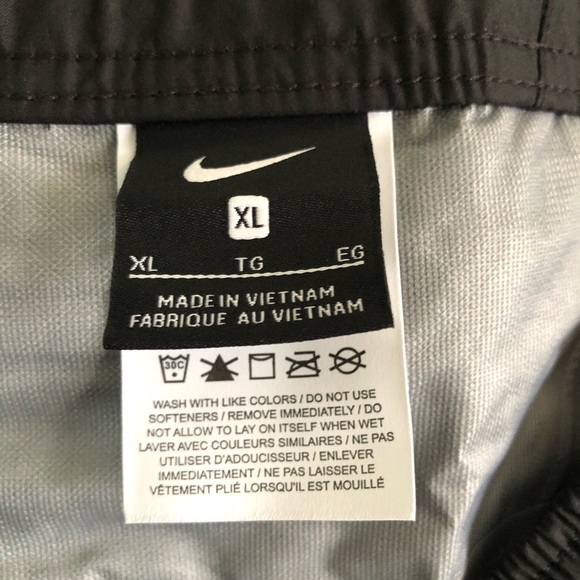 XL
XL TG EG
MADE IN VIETNAM
FABRIQUE AU VIETNAM
30C
WASH WITH LIKE COLORS / DO NOT USE
SOFTENERS / REMOVE IMMEDIATELY / DO
NOT ALLOW TO LAY ON ITSELF WHEN WET
LAVER AVEC COULEURS SIMILAIRES / NE PAS
UTILISER D'ADOUCISSEUR / ENLEVER
IMMÉDIATEMENT / NE PAS LAISSER LE
VÊTEMENT PLIÉ LORSQU'IL EST MOUILLÉ